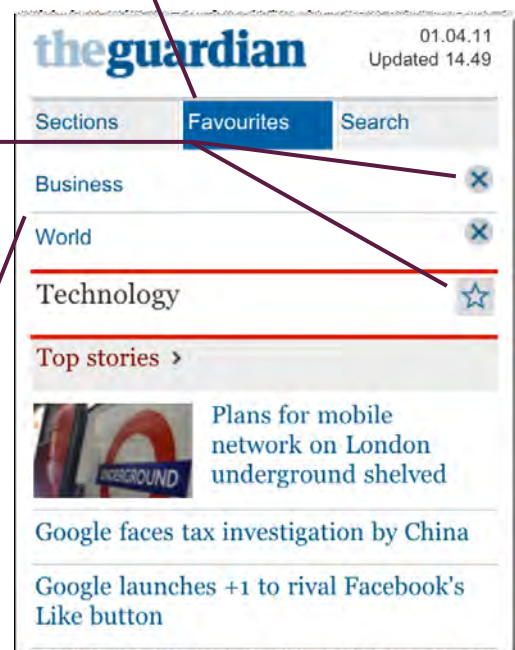 theguardian
01.04.11
Updated 14.49
Sections Favourites Search
Business
World
Technology
Top stories >
UNDERGROUND
Plans for mobile
network on London
underground shelved
Google faces tax investigation by China
Google launches +1 to rival Facebook's
Like button